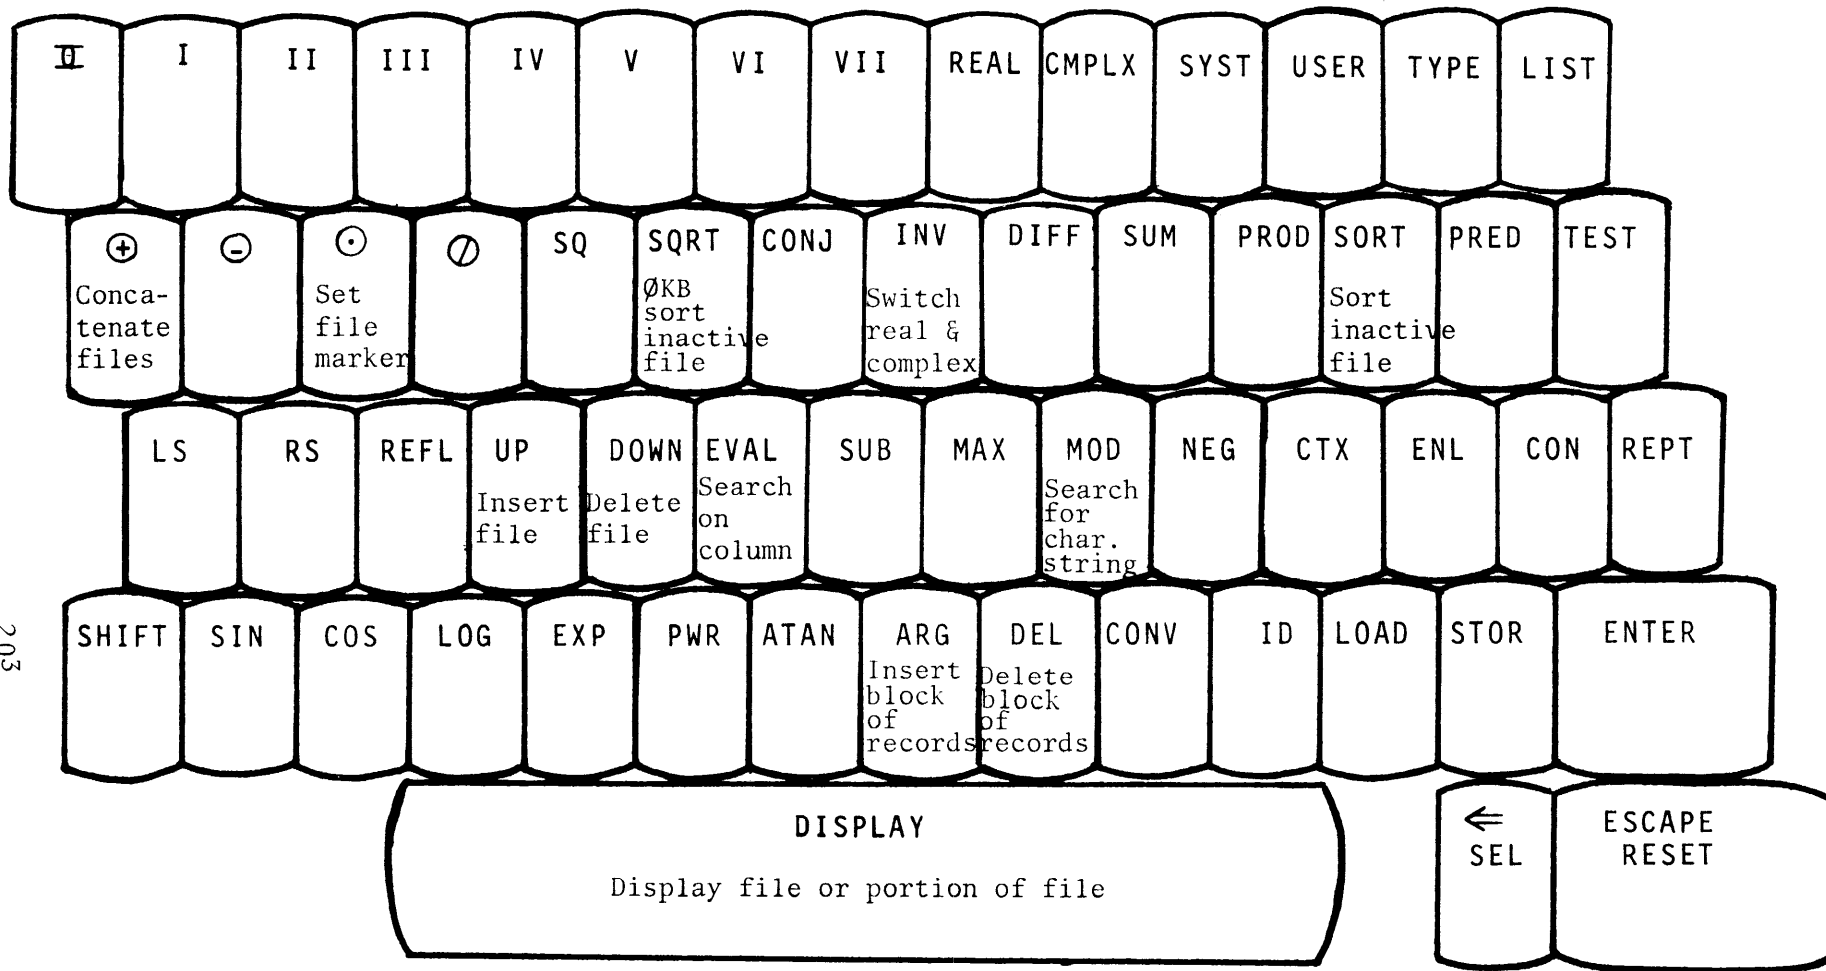 0 I II III IV V VI VII REAL CMPLX SYST USER TYPE LIST
⊕ ⊖ ⊙ ⊘ SQ SQRT CONJ INV DIFF SUM PROD SORT PRED TEST
Conca-
tenate
files
Set
file
marker
ØKB
sort
inactive
file
Switch
real &
complex
Sort
inactive
file
LS RS REFL UP DOWN EVAL SUB MAX MOD NEG CTX ENL CON REPT
Insert
file
Delete
file
Search
on
column
Search
for
char.
string
SHIFT SIN COS LOG EXP PWR ATAN ARG DEL CONV ID LOAD STOR ENTER
Insert
block
of
records
Delete
block
of
records
203
DISPLAY
Display file or portion of file
⇐
SEL
ESCAPE
RESET